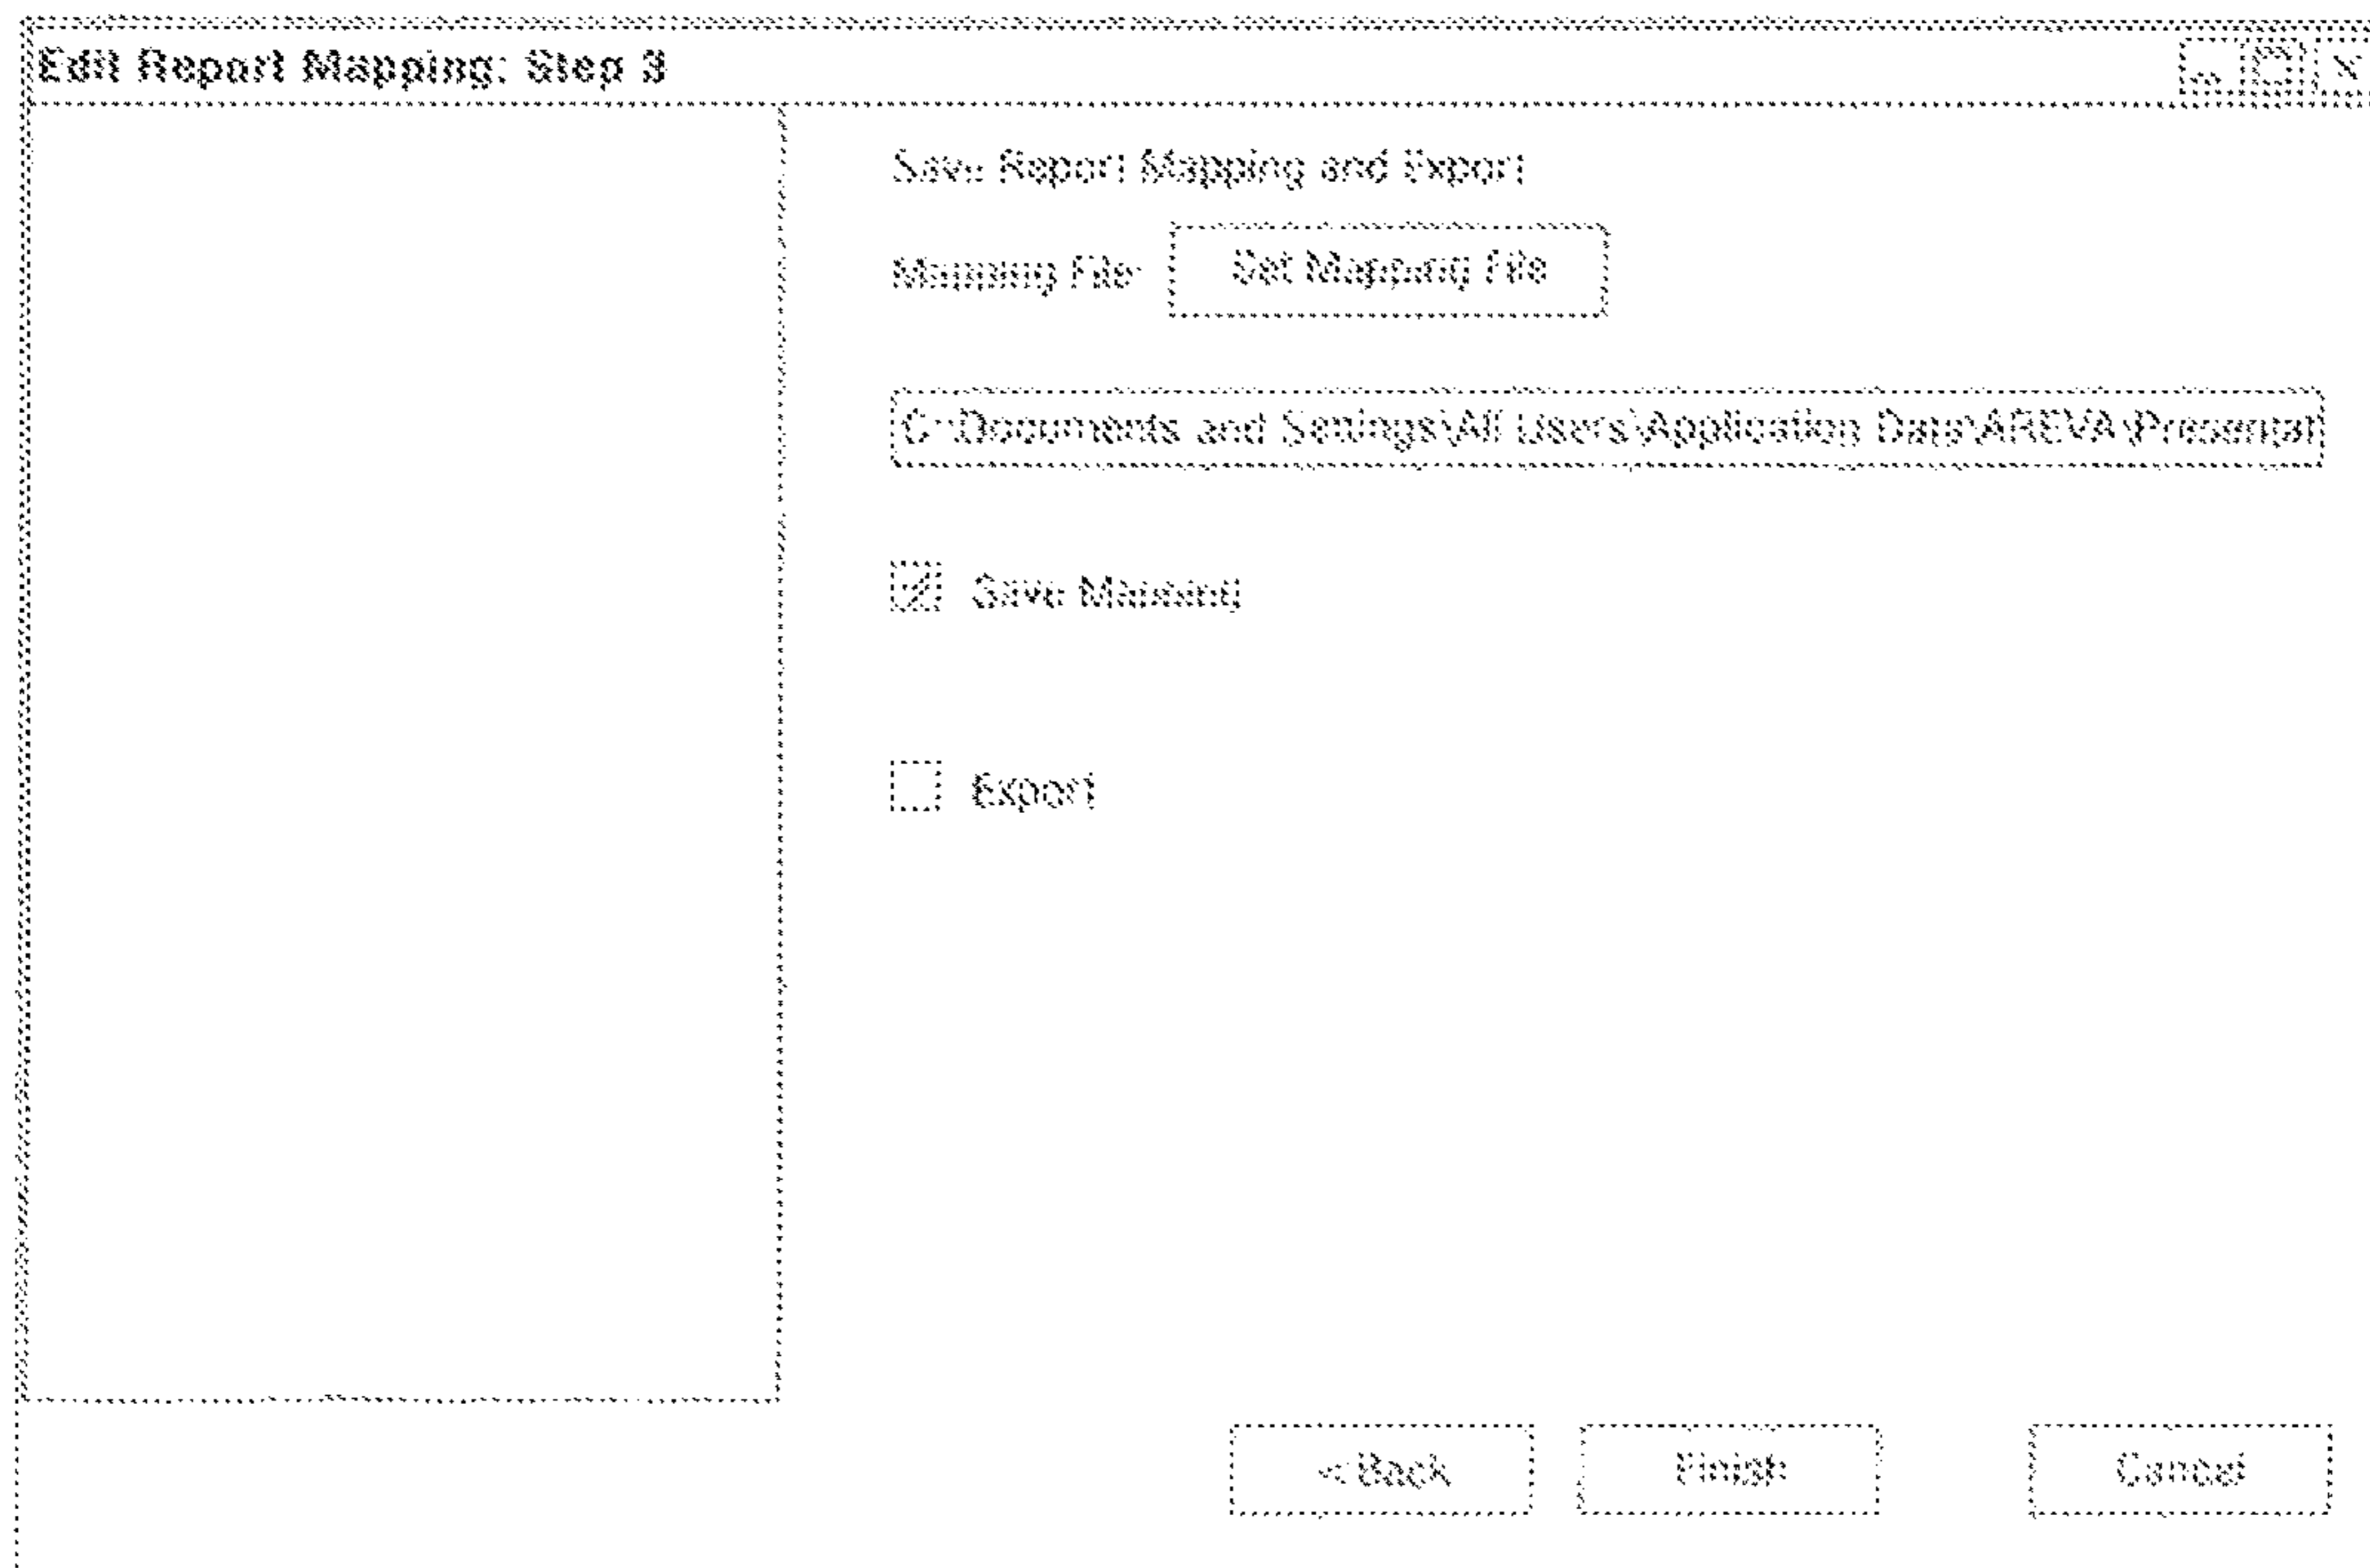 Edit Report Mapping: Step 3
Save Report Mapping and Export
Mapping File: Set Mapping File
C:\Documents and Settings\All Users\Application Data\AREVA\Presentat
Save Mapping
Export
< Back Finish Cancel